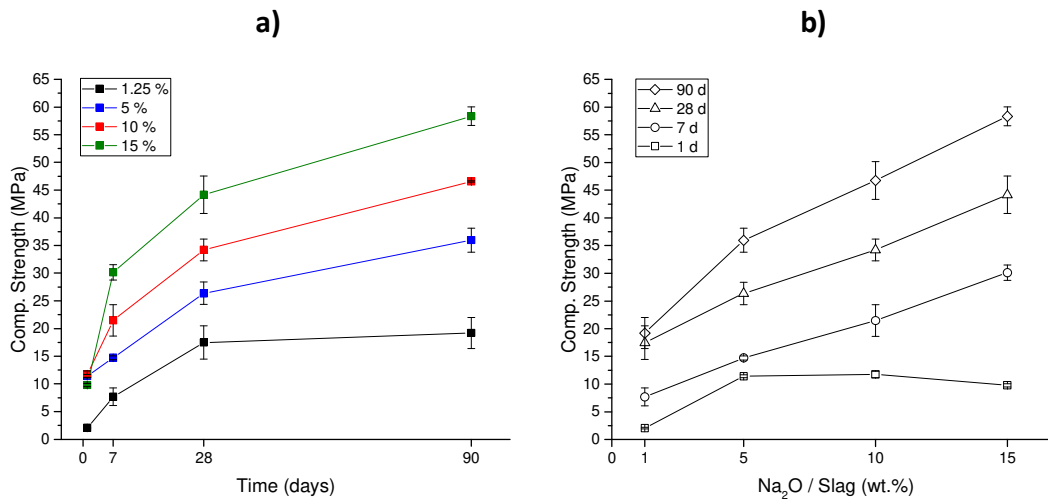 a)
1.25 %
5 %
10 %
15 %
65
60
55
50
45
40
35
30
25
20
15
10
5
0
Comp. Strength (MPa)
0 7 28 90
Time (days)
b)
90 d
28 d
7 d
1 d
65
60
55
50
45
40
35
30
25
20
15
10
5
0
Comp. Strength (MPa)
0 1 5 10 15
Na₂O / Slag (wt.%)